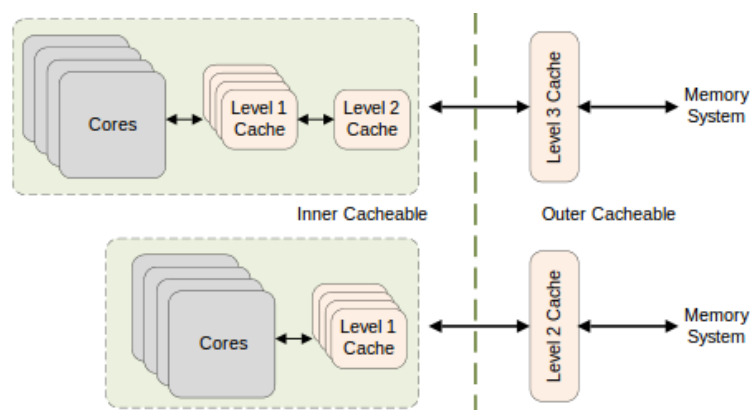 Cores
Level 1
Cache
Level 2
Cache
Level 3 Cache
Memory
System
Inner Cacheable
Outer Cacheable
Cores
Level 1
Cache
Level 2 Cache
Memory
System